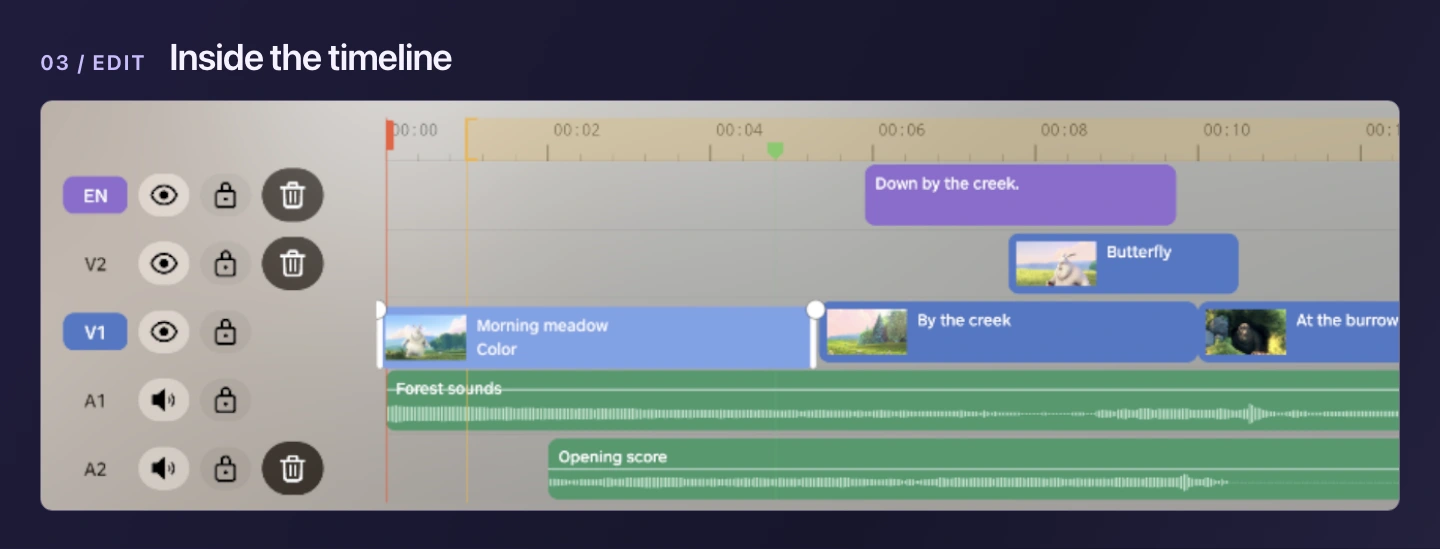 03 / EDIT Inside the timeline
00:00 00:02 00:04 00:06 00:08 00:10 00:1
EN
Down by the creek.
V2
Butterfly
V1
Morning meadow
Color
By the creek
At the burrow
A1
Forest sounds
A2
Opening score